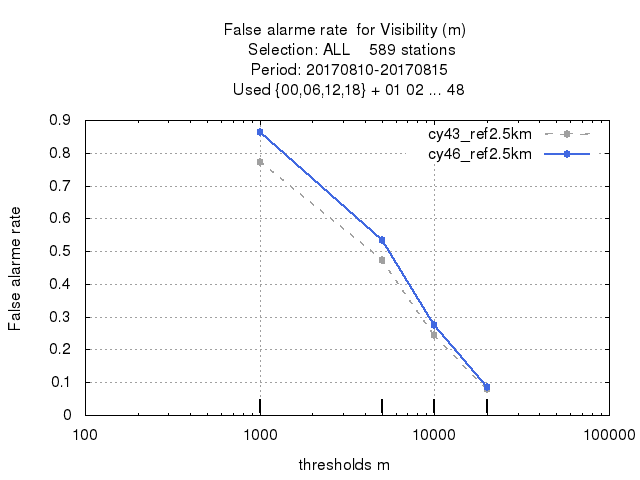 False alarme rate  for Visibility (m)
Selection: ALL    589 stations
Period: 20170810-20170815
Used {00,06,12,18} + 01 02 ... 48
cy43_ref2.5km
cy46_ref2.5km
False alarme rate
0.9
0.8
0.7
0.6
0.5
0.4
0.3
0.2
0.1
0
100 1000 10000 100000
thresholds m